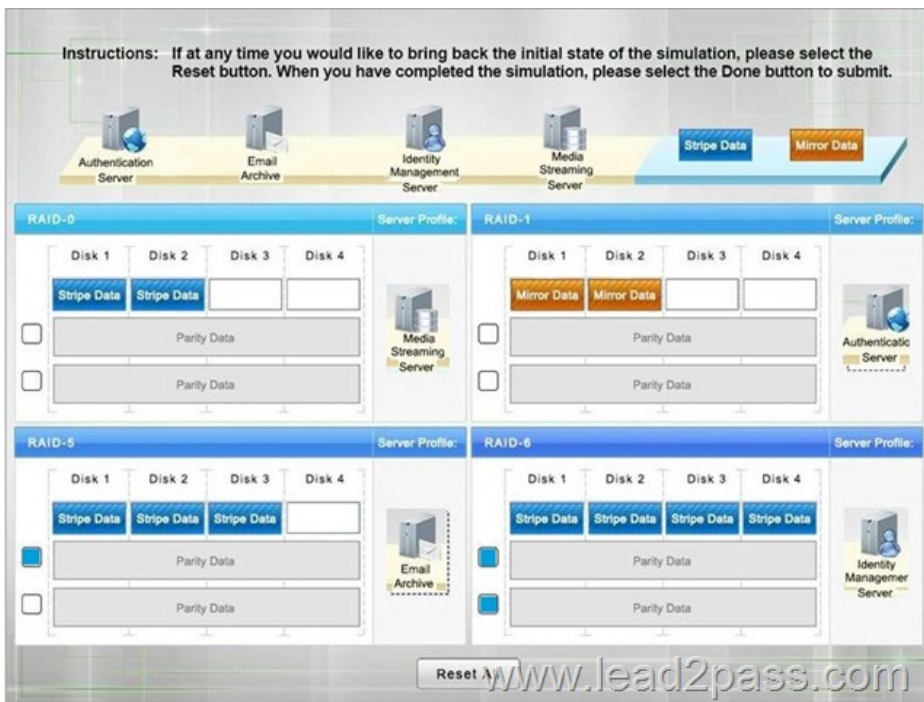 Instructions: If at any time you would like to bring back the initial state of the simulation, please select the
Reset button. When you have completed the simulation, please select the Done button to submit.
Authentication
Server
Email
Archive
Identity
Management
Server
Media
Streaming
Server
Stripe Data
Mirror Data
RAID-0
Server Profile:
Disk 1 Disk 2 Disk 3 Disk 4
Stripe Data Stripe Data
Parity Data
Parity Data
Media
Streaming
Server
RAID-1
Server Profile:
Disk 1 Disk 2 Disk 3 Disk 4
Mirror Data Mirror Data
Parity Data
Parity Data
Authenticatio
Server
RAID-5
Server Profile:
Disk 1 Disk 2 Disk 3 Disk 4
Stripe Data Stripe Data Stripe Data
Parity Data
Parity Data
Email
Archive
RAID-6
Server Profile:
Disk 1 Disk 2 Disk 3 Disk 4
Stripe Data Stripe Data Stripe Data Stripe Data
Parity Data
Parity Data
Identity
Managemer
Server
Reset
www.lead2pass.com